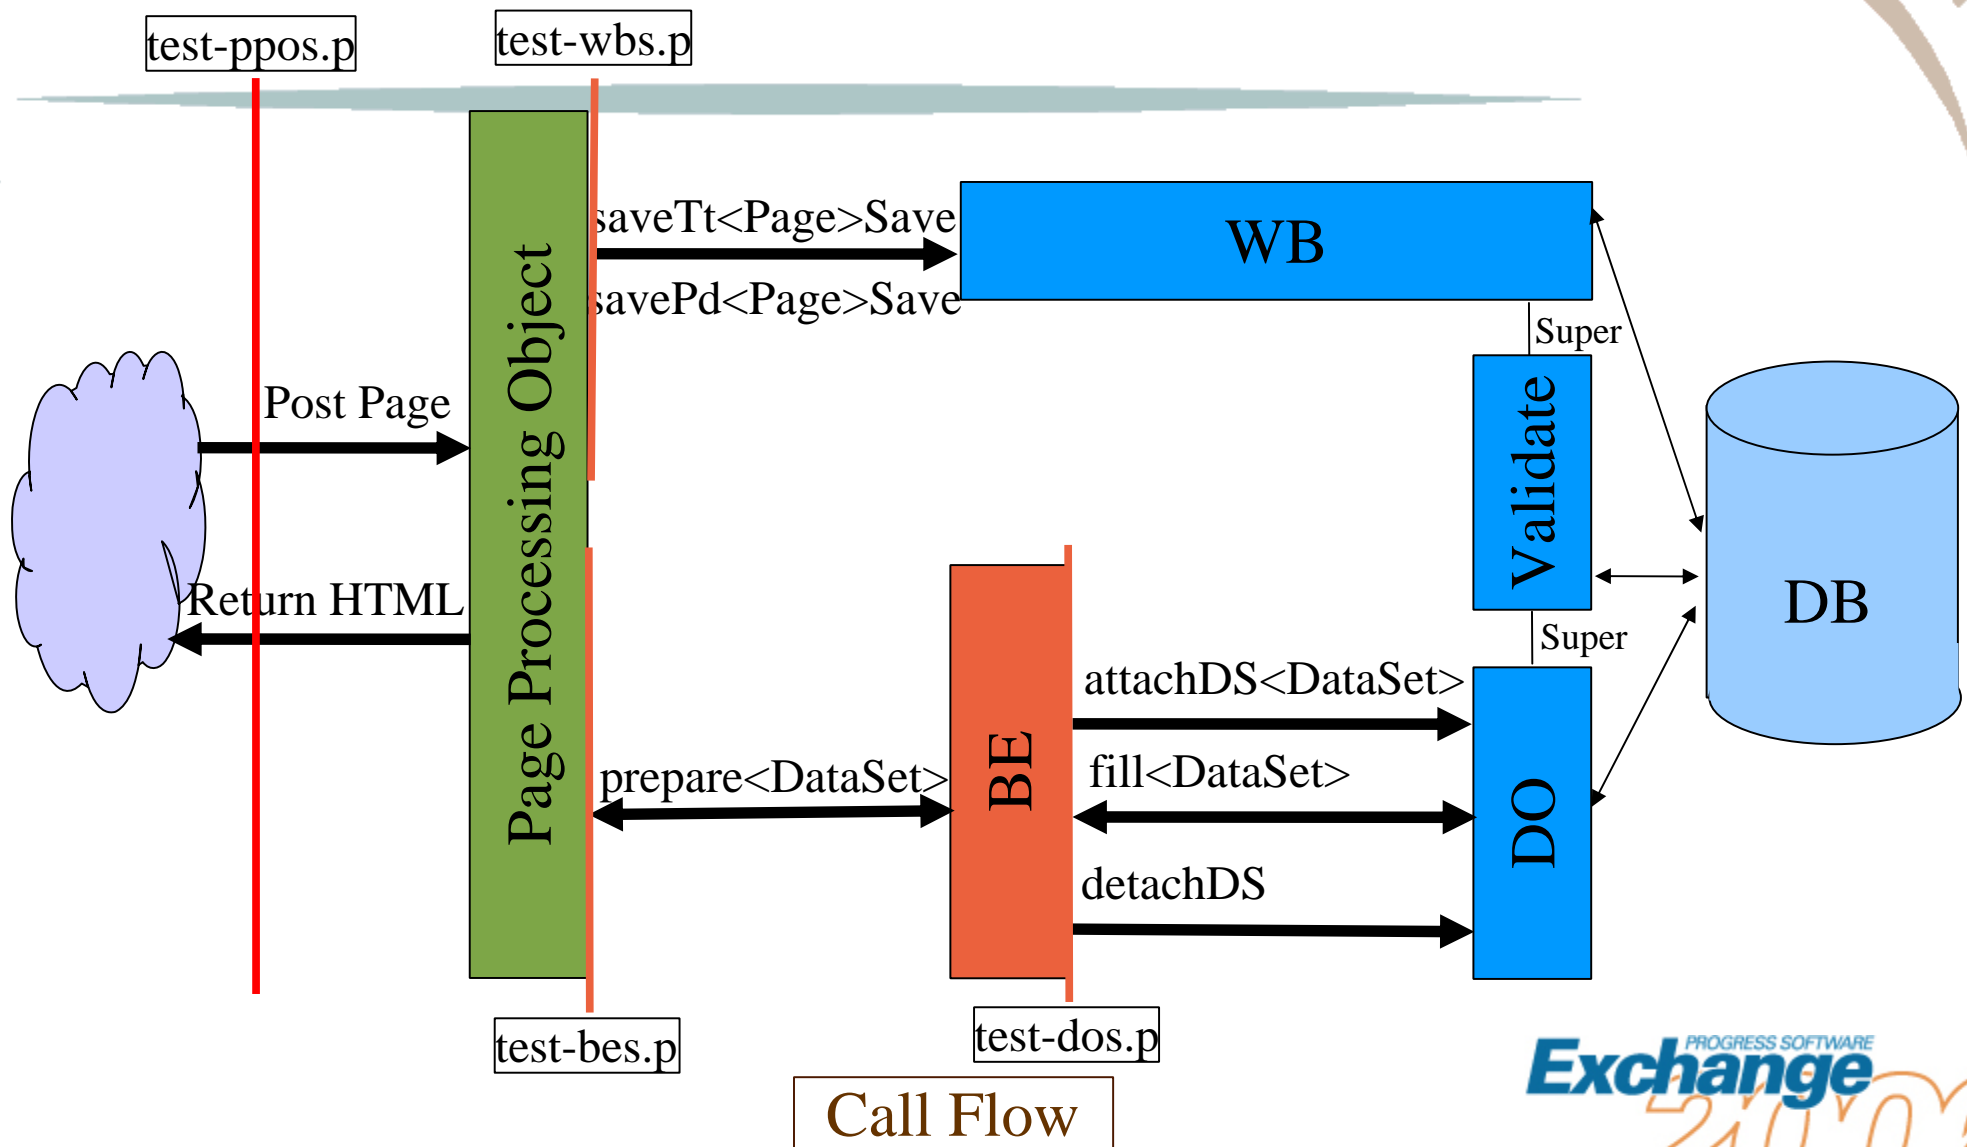 test-ppos.p
test-wbs.p
saveTt<Page>Save
WB
savePd<Page>Save
Super
Page Processing Object
Post Page
Validate
Return HTML
DB
Super
attachDS<DataSet>
BE
prepare<DataSet>
fill<DataSet>
DO
detachDS
test-bes.p
test-dos.p
PROGRESS SOFTWARE
Exchange
Call Flow